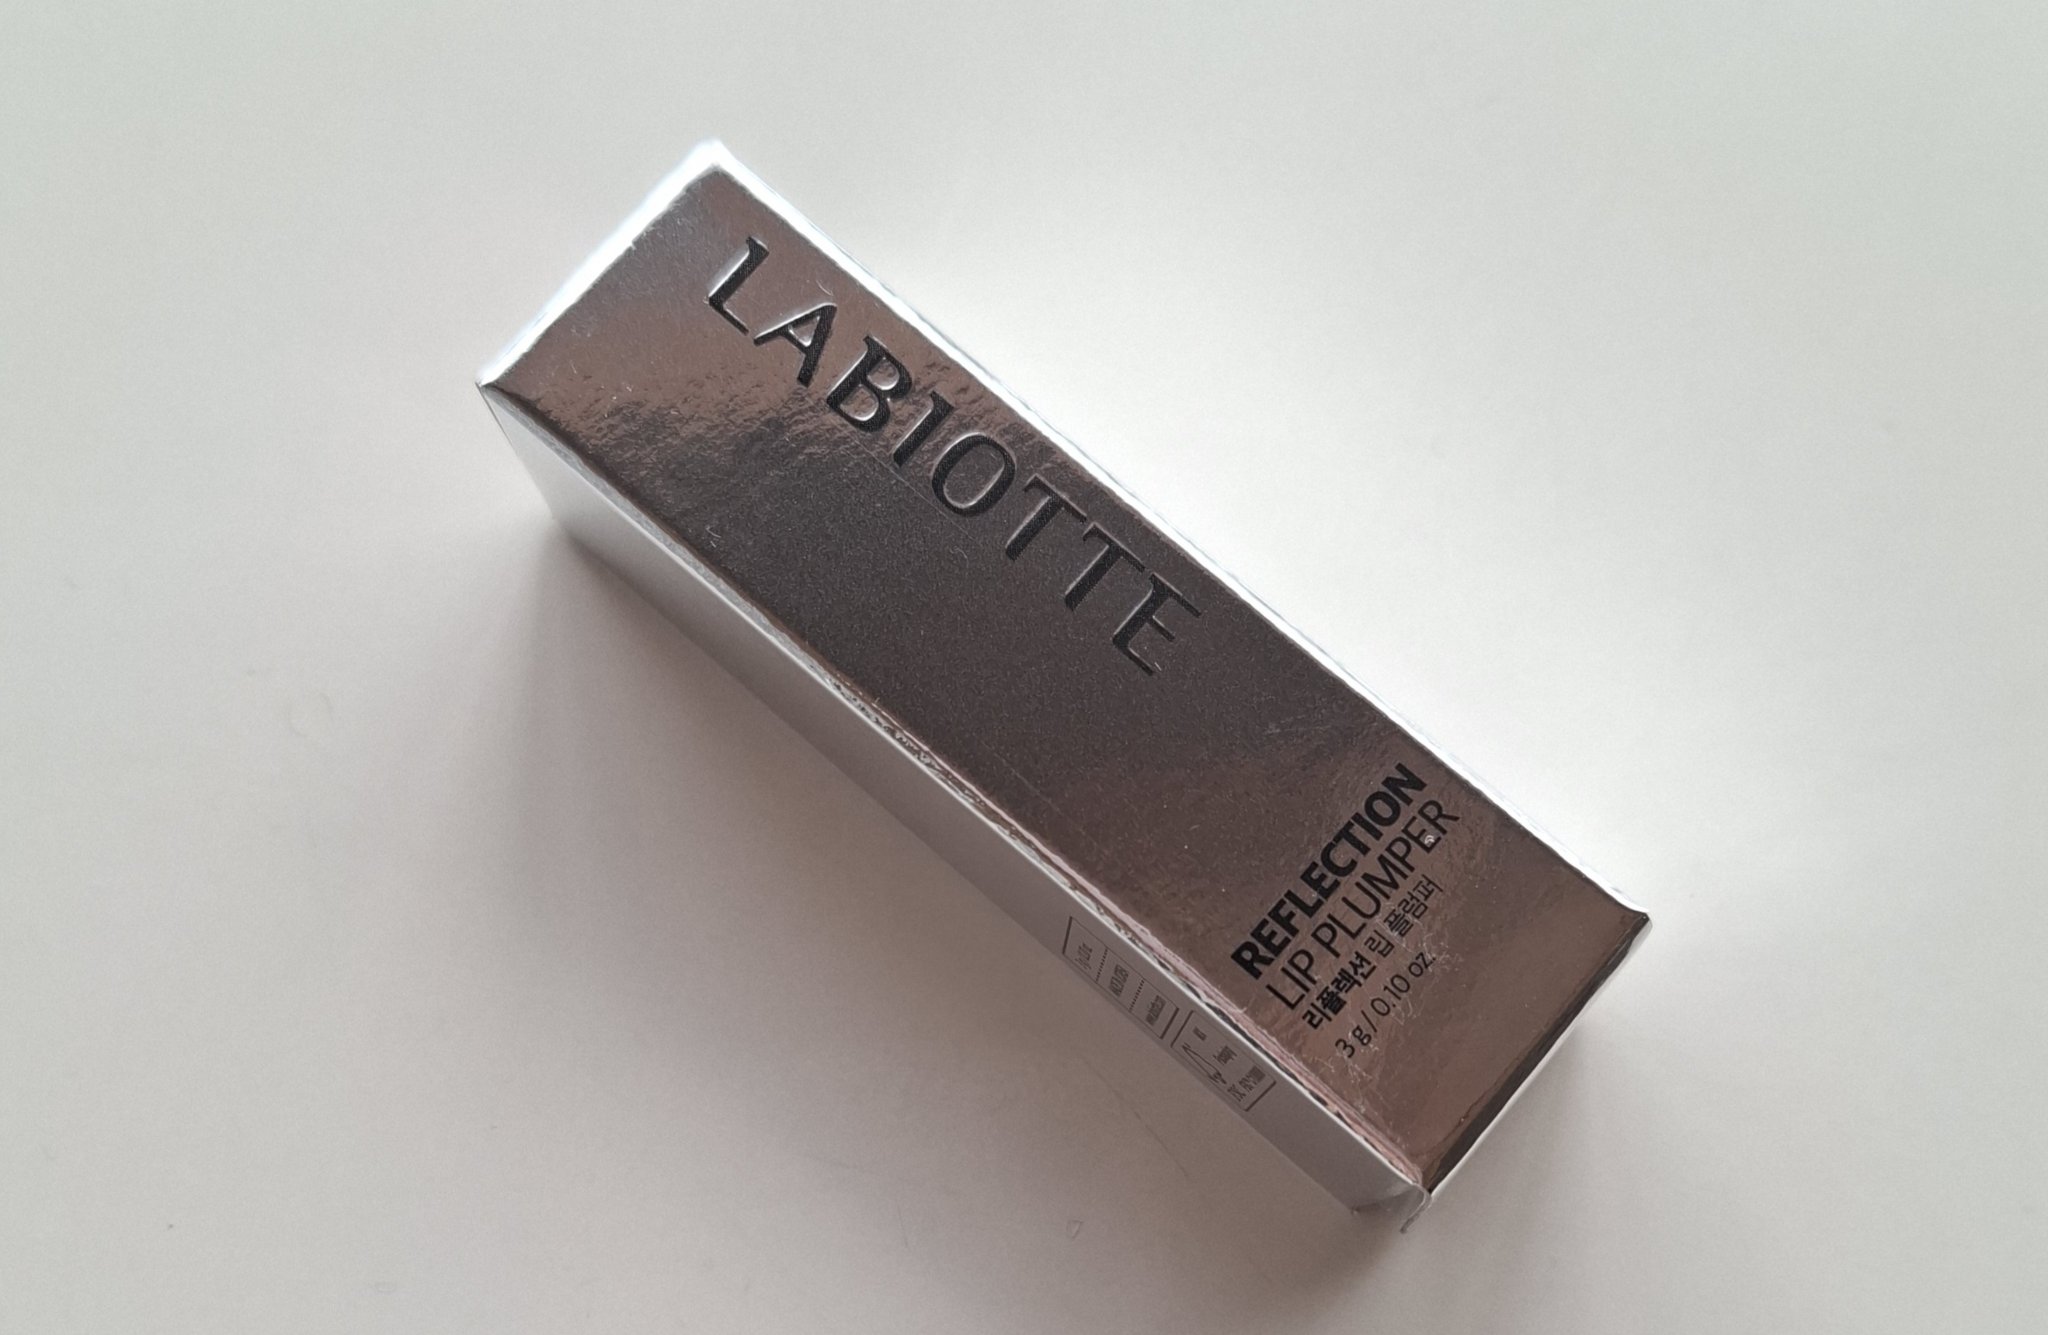 LABIOTTE
REFLECTION
LIP PLUMPER
리플렉션 립 플럼퍼
3 g / 0.10 oz.